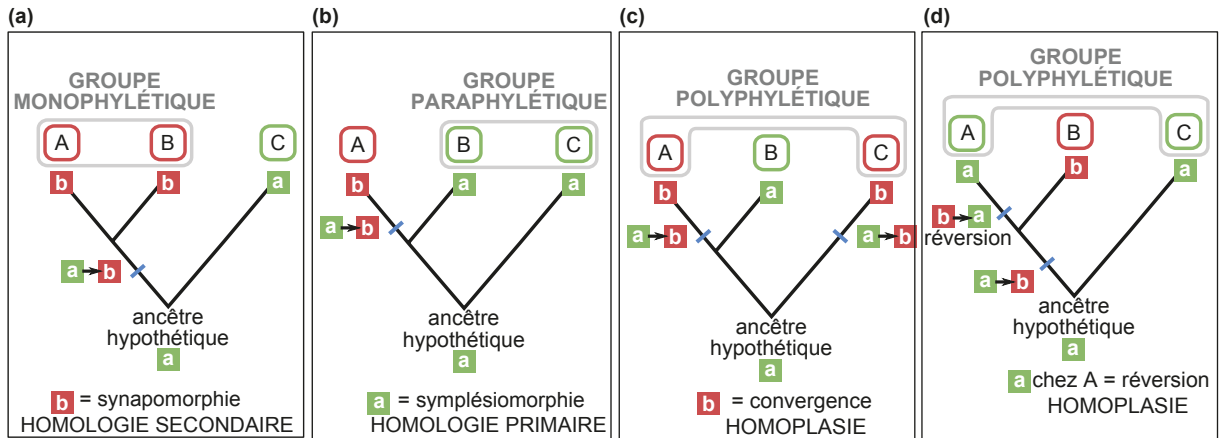 (a)
GROUPE
MONOPHYLÉTIQUE
A B C
b b a
a b
ancêtre
hypothétique
a
b = synapomorphie
HOMOLOGIE SECONDAIRE
(b)
GROUPE
PARAPHYLÉTIQUE
A B C
b a a
a b
ancêtre
hypothétique
a
a = symplésiomorphie
HOMOLOGIE PRIMAIRE
(c)
GROUPE
POLYPHYLÉTIQUE
A B C
b a b
a b a b
ancêtre
hypothétique
a
b = convergence
HOMOPLASIE
(d)
GROUPE
POLYPHYLÉTIQUE
A B C
a b a
b a
réversion
a b
ancêtre
hypothétique
a
a chez A = réversion
HOMOPLASIE